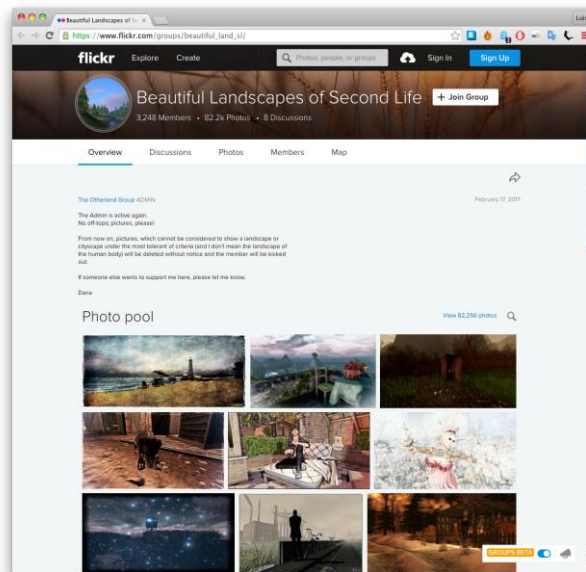 Beautiful Landscapes of Se
https://www.flickr.com/groups/beautiful_land_sl/
flickr
Explore
Create
Photos, people, or groups
Sign In
Sign Up
Beautiful Landscapes of Second Life
+ Join Group
3,248 Members • 82.2k Photos • 8 Discussions
Overview
Discussions
Photos
Members
Map
The Otherland Group ADMIN
February 17, 2017
The Admin is active again.
No off-topic pictures, please!
From now on, pictures, which cannot be considered to show a landscape or
cityscape under the most tolerant of criteria (and I don't mean the landscape of
the human body) will be deleted without notice and the member will be kicked
out.
If someone else wants to support me here, please let me know.
Dana
Photo pool
View 82,256 photos
GROUPS BETA